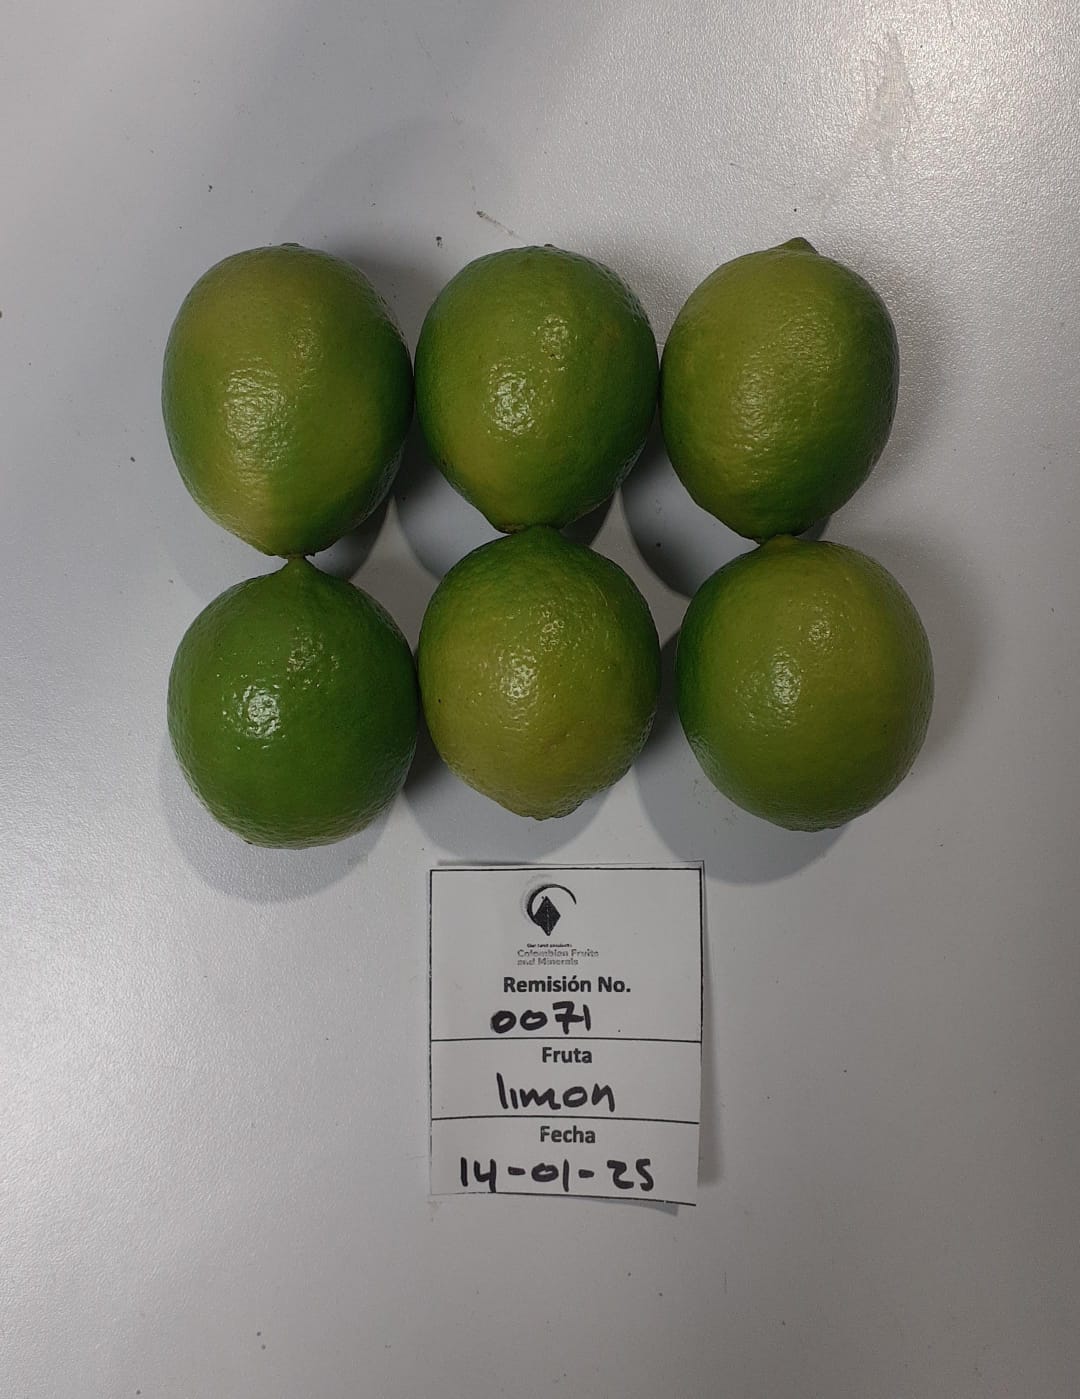 Colombian Fruits
and Minerals
Remisión No.
0071
Fruta
limon
Fecha
14-01-25